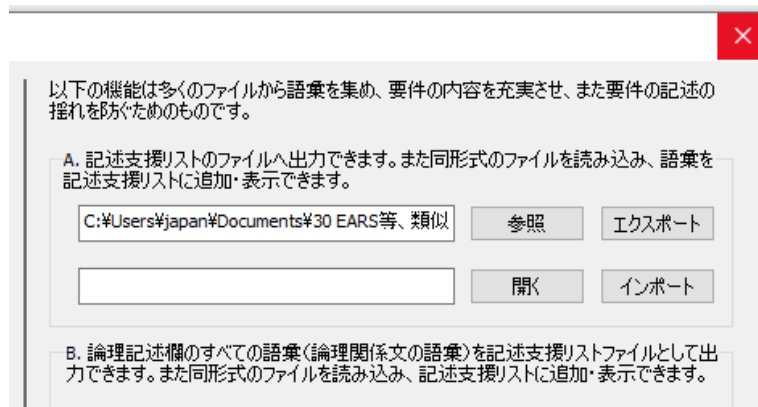 以下の機能は多くのファイルから語彙を集め、要件の内容を充実させ、また要件の記述の
揺れを防ぐためのものです。
A. 記述支援リストのファイルへ出力できます。また同形式のファイルを読み込み、語彙を
記述支援リストに追加・表示できます。
C:¥Users¥japan¥Documents¥30 EARS等、類似 参照 エクスポート
開く インポート
B. 論理記述欄のすべての語彙(論理関係文の語彙)を記述支援リストファイルとして出
力できます。また同形式のファイルを読み込み、記述支援リストに追加・表示できます。